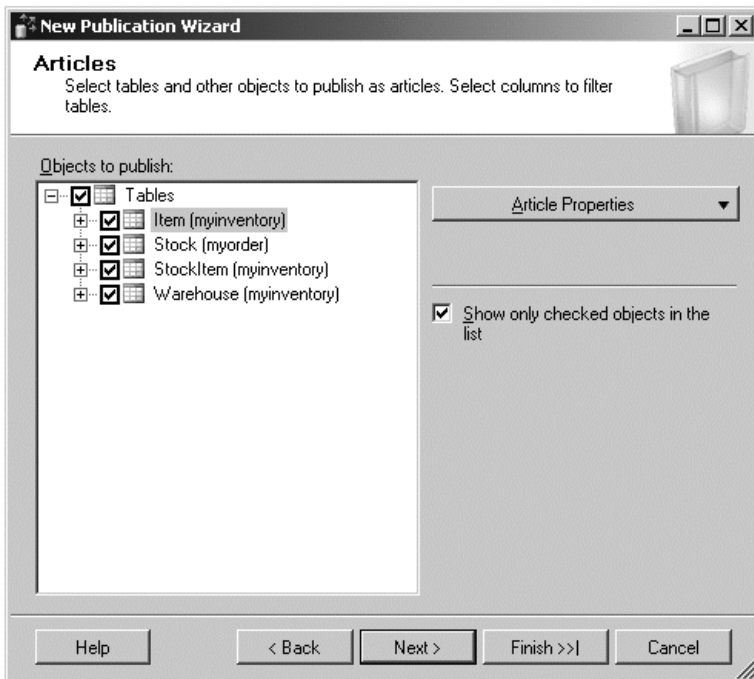 New Publication Wizard
Articles
Select tables and other objects to publish as articles. Select columns to filter
tables.
Objects to publish:
Tables
Item (myinventory)
Stock (myorder)
StockItem (myinventory)
Warehouse (myinventory)
Article Properties
Show only checked objects in the
list
Help
< Back
Next >
Finish >>|
Cancel